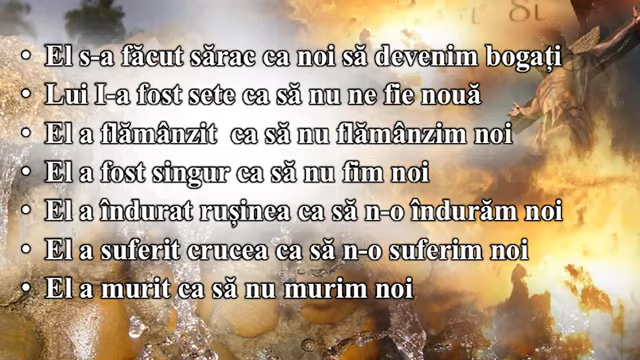 • El s-a făcut sărac ca noi să devenim bogați
• Lui I-a fost sete ca să nu ne fie nouă
• El a flămânzit ca să nu flămânzim noi
• El a fost singur ca să nu fim noi
• El a îndurat rușinea ca să n-o îndurăm noi
• El a suferit crucea ca să n-o suferim noi
• El a murit ca să nu murim noi